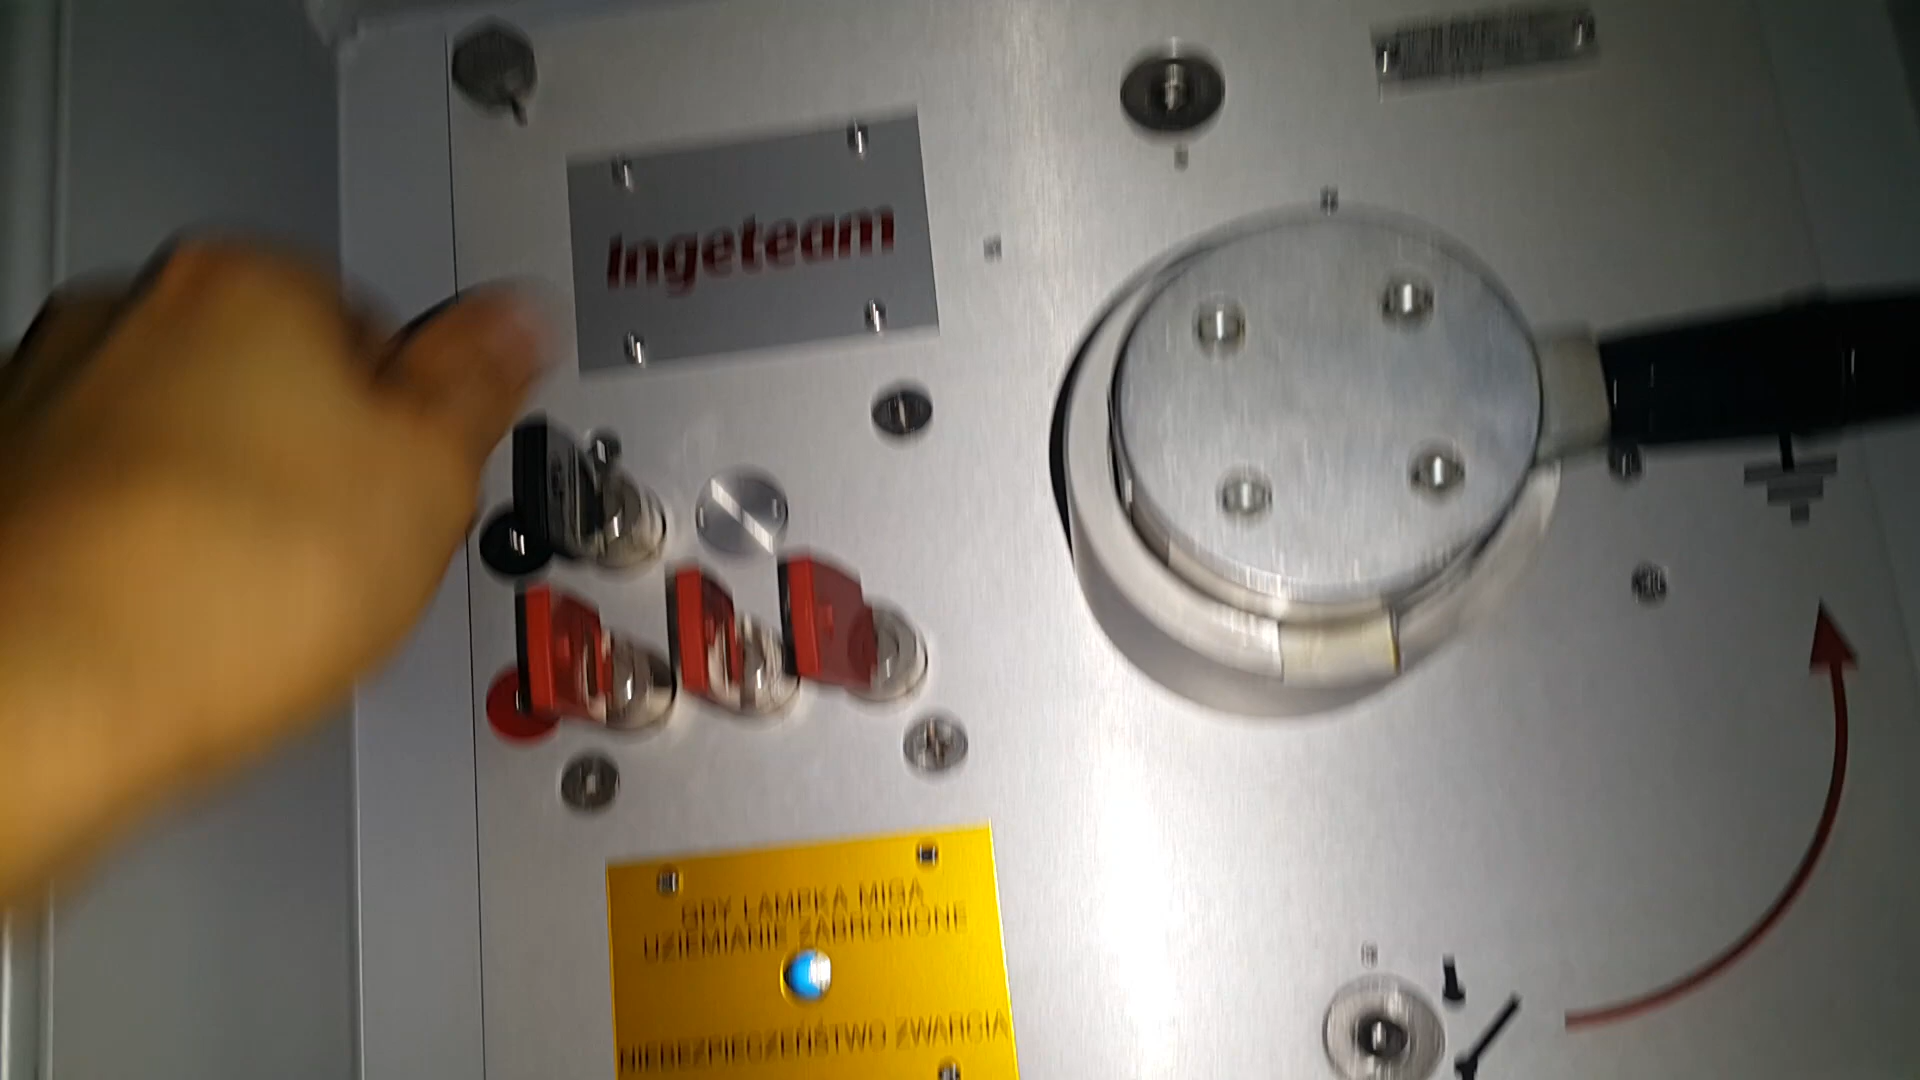 Ingeteam
GDY LAMPKA MIGA
UZIEMIANIE ZABRONIONE
NIEBEZPIECZEŃSTWO ZWARCIA